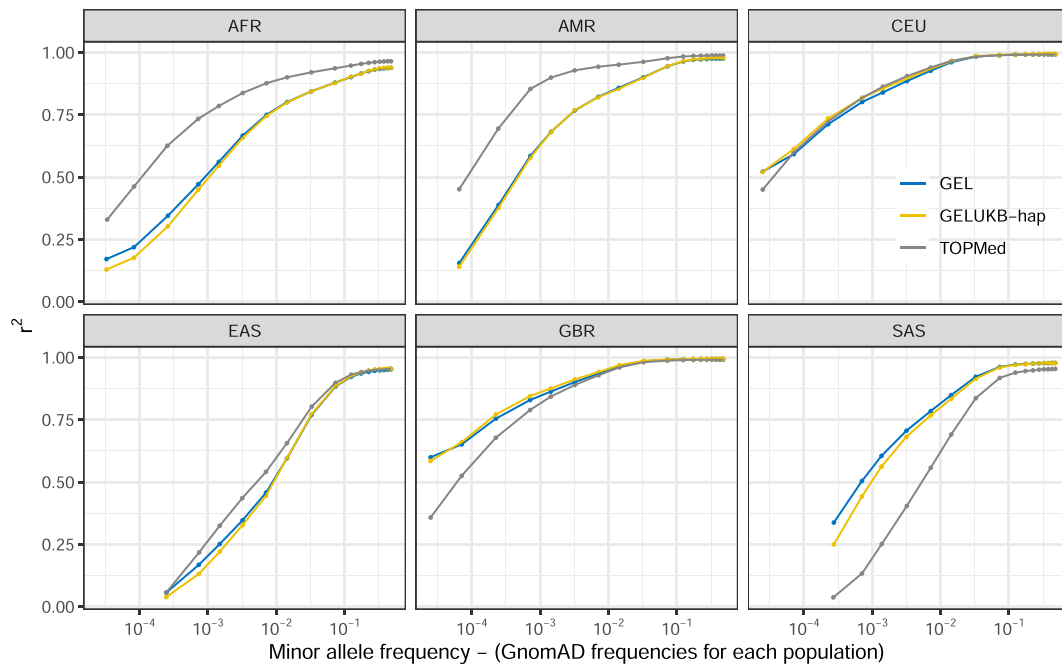 AFR
AMR
CEU
1.00
0.75
0.50
0.25
0.00
GEL
GELUKB-hap
TOPMed
r²
EAS
GBR
SAS
1.00
0.75
0.50
0.25
0.00
10⁻⁴ 10⁻³ 10⁻² 10⁻¹
10⁻⁴ 10⁻³ 10⁻² 10⁻¹
10⁻⁴ 10⁻³ 10⁻² 10⁻¹
Minor allele frequency – (GnomAD frequencies for each population)